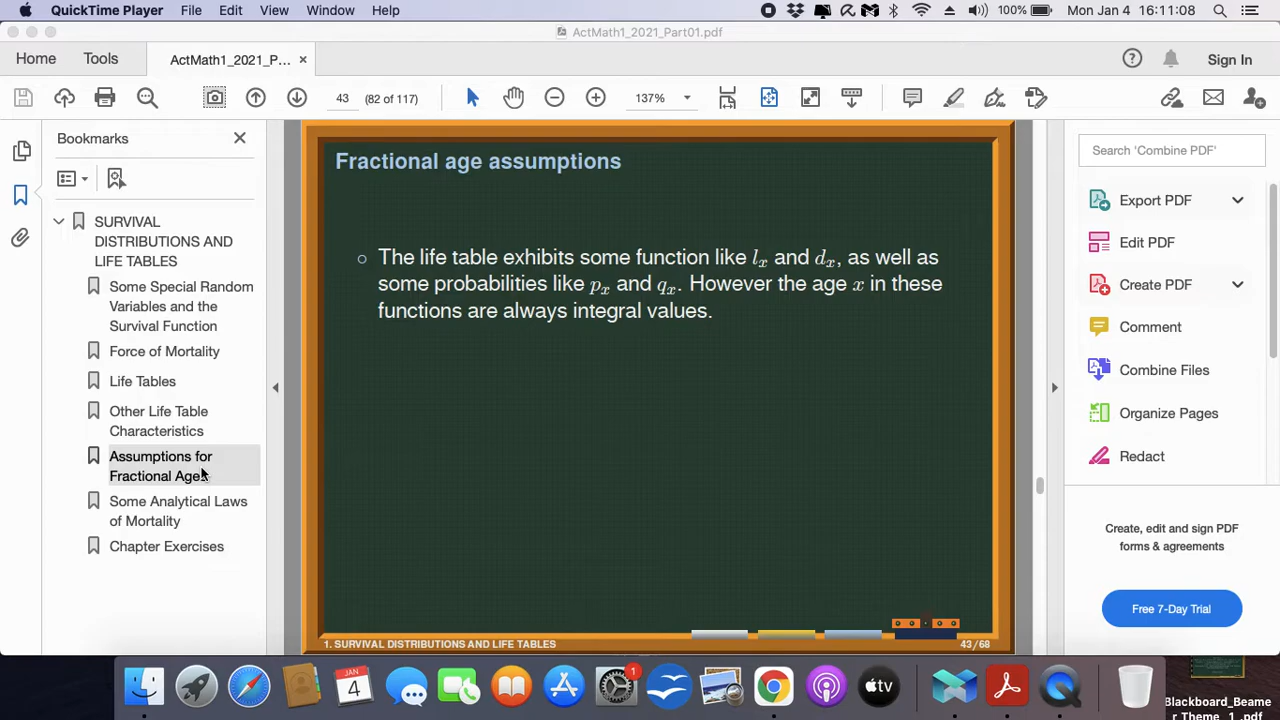 QuickTime Player File Edit View Window Help 100% Mon Jan 4 16:11:08
ActMath1_2021_Part01.pdf
Home Tools ActMath1_2021_P... × Sign In
43 (82 of 117) 137%
Bookmarks
SURVIVAL
DISTRIBUTIONS AND
LIFE TABLES
Some Special Random
Variables and the
Survival Function
Force of Mortality
Life Tables
Other Life Table
Characteristics
Assumptions for
Fractional Ages
Some Analytical Laws
of Mortality
Chapter Exercises
Fractional age assumptions
The life table exhibits some function like lₓ and dₓ, as well as
some probabilities like pₓ and qₓ. However the age x in these
functions are always integral values.
1. SURVIVAL DISTRIBUTIONS AND LIFE TABLES 43/68
Search 'Combine PDF'
Export PDF
Edit PDF
Create PDF
Comment
Combine Files
Organize Pages
Redact
Create, edit and sign PDF
forms & agreements
Free 7-Day Trial
JAN
4
1
tv
Blackboard_Beame
r_Theme_1.pdf